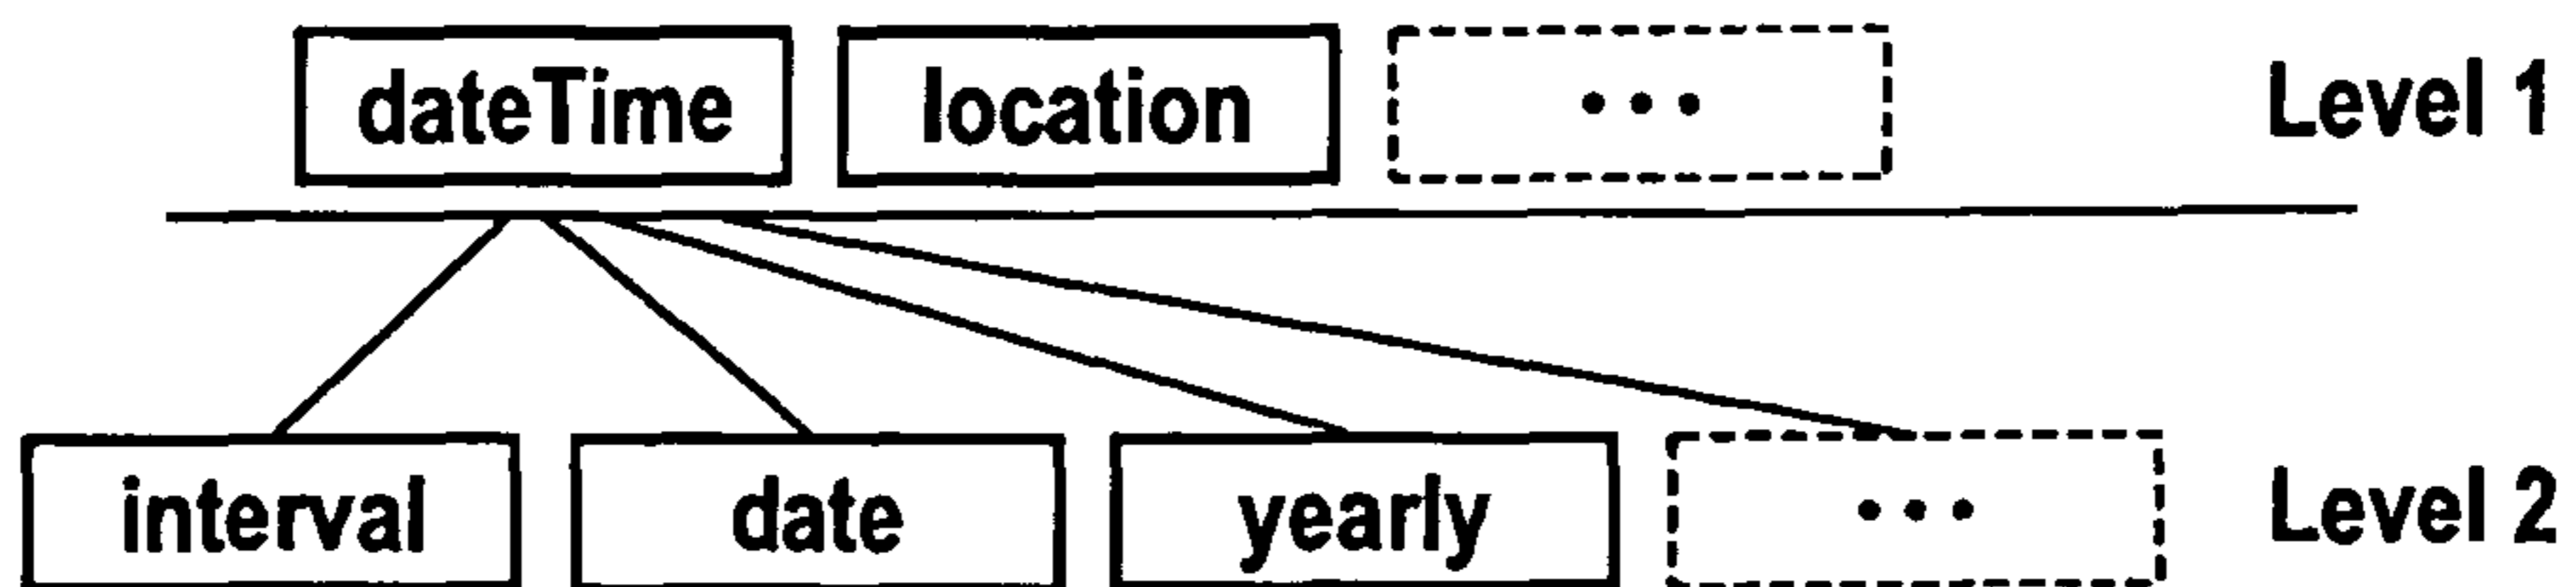 dateTime location ... Level 1
interval date yearly ... Level 2